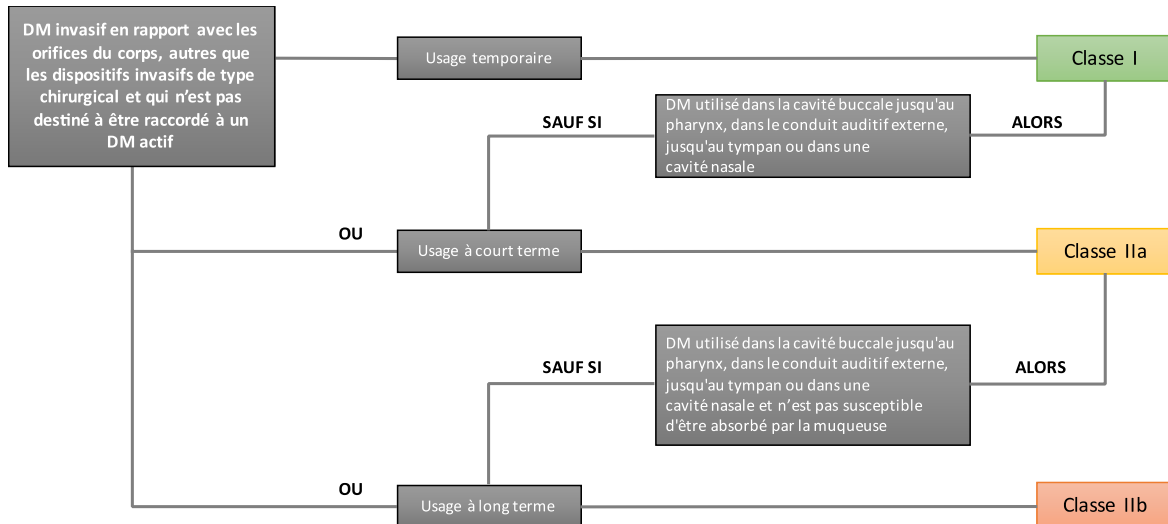 DM invasif en rapport avec les
orifices du corps, autres que
les dispositifs invasifs de type
chirurgical et qui n'est pas
destiné à être raccordé à un
DM actif
Usage temporaire
Classe I
SAUF SI
DM utilisé dans la cavité buccale jusqu'au
pharynx, dans le conduit auditif externe,
jusqu'au tympan ou dans une
cavité nasale
ALORS
OU
Usage à court terme
Classe IIa
SAUF SI
DM utilisé dans la cavité buccale jusqu'au
pharynx, dans le conduit auditif externe,
jusqu'au tympan ou dans une
cavité nasale et n'est pas susceptible
d'être absorbé par la muqueuse
ALORS
OU
Usage à long terme
Classe IIb